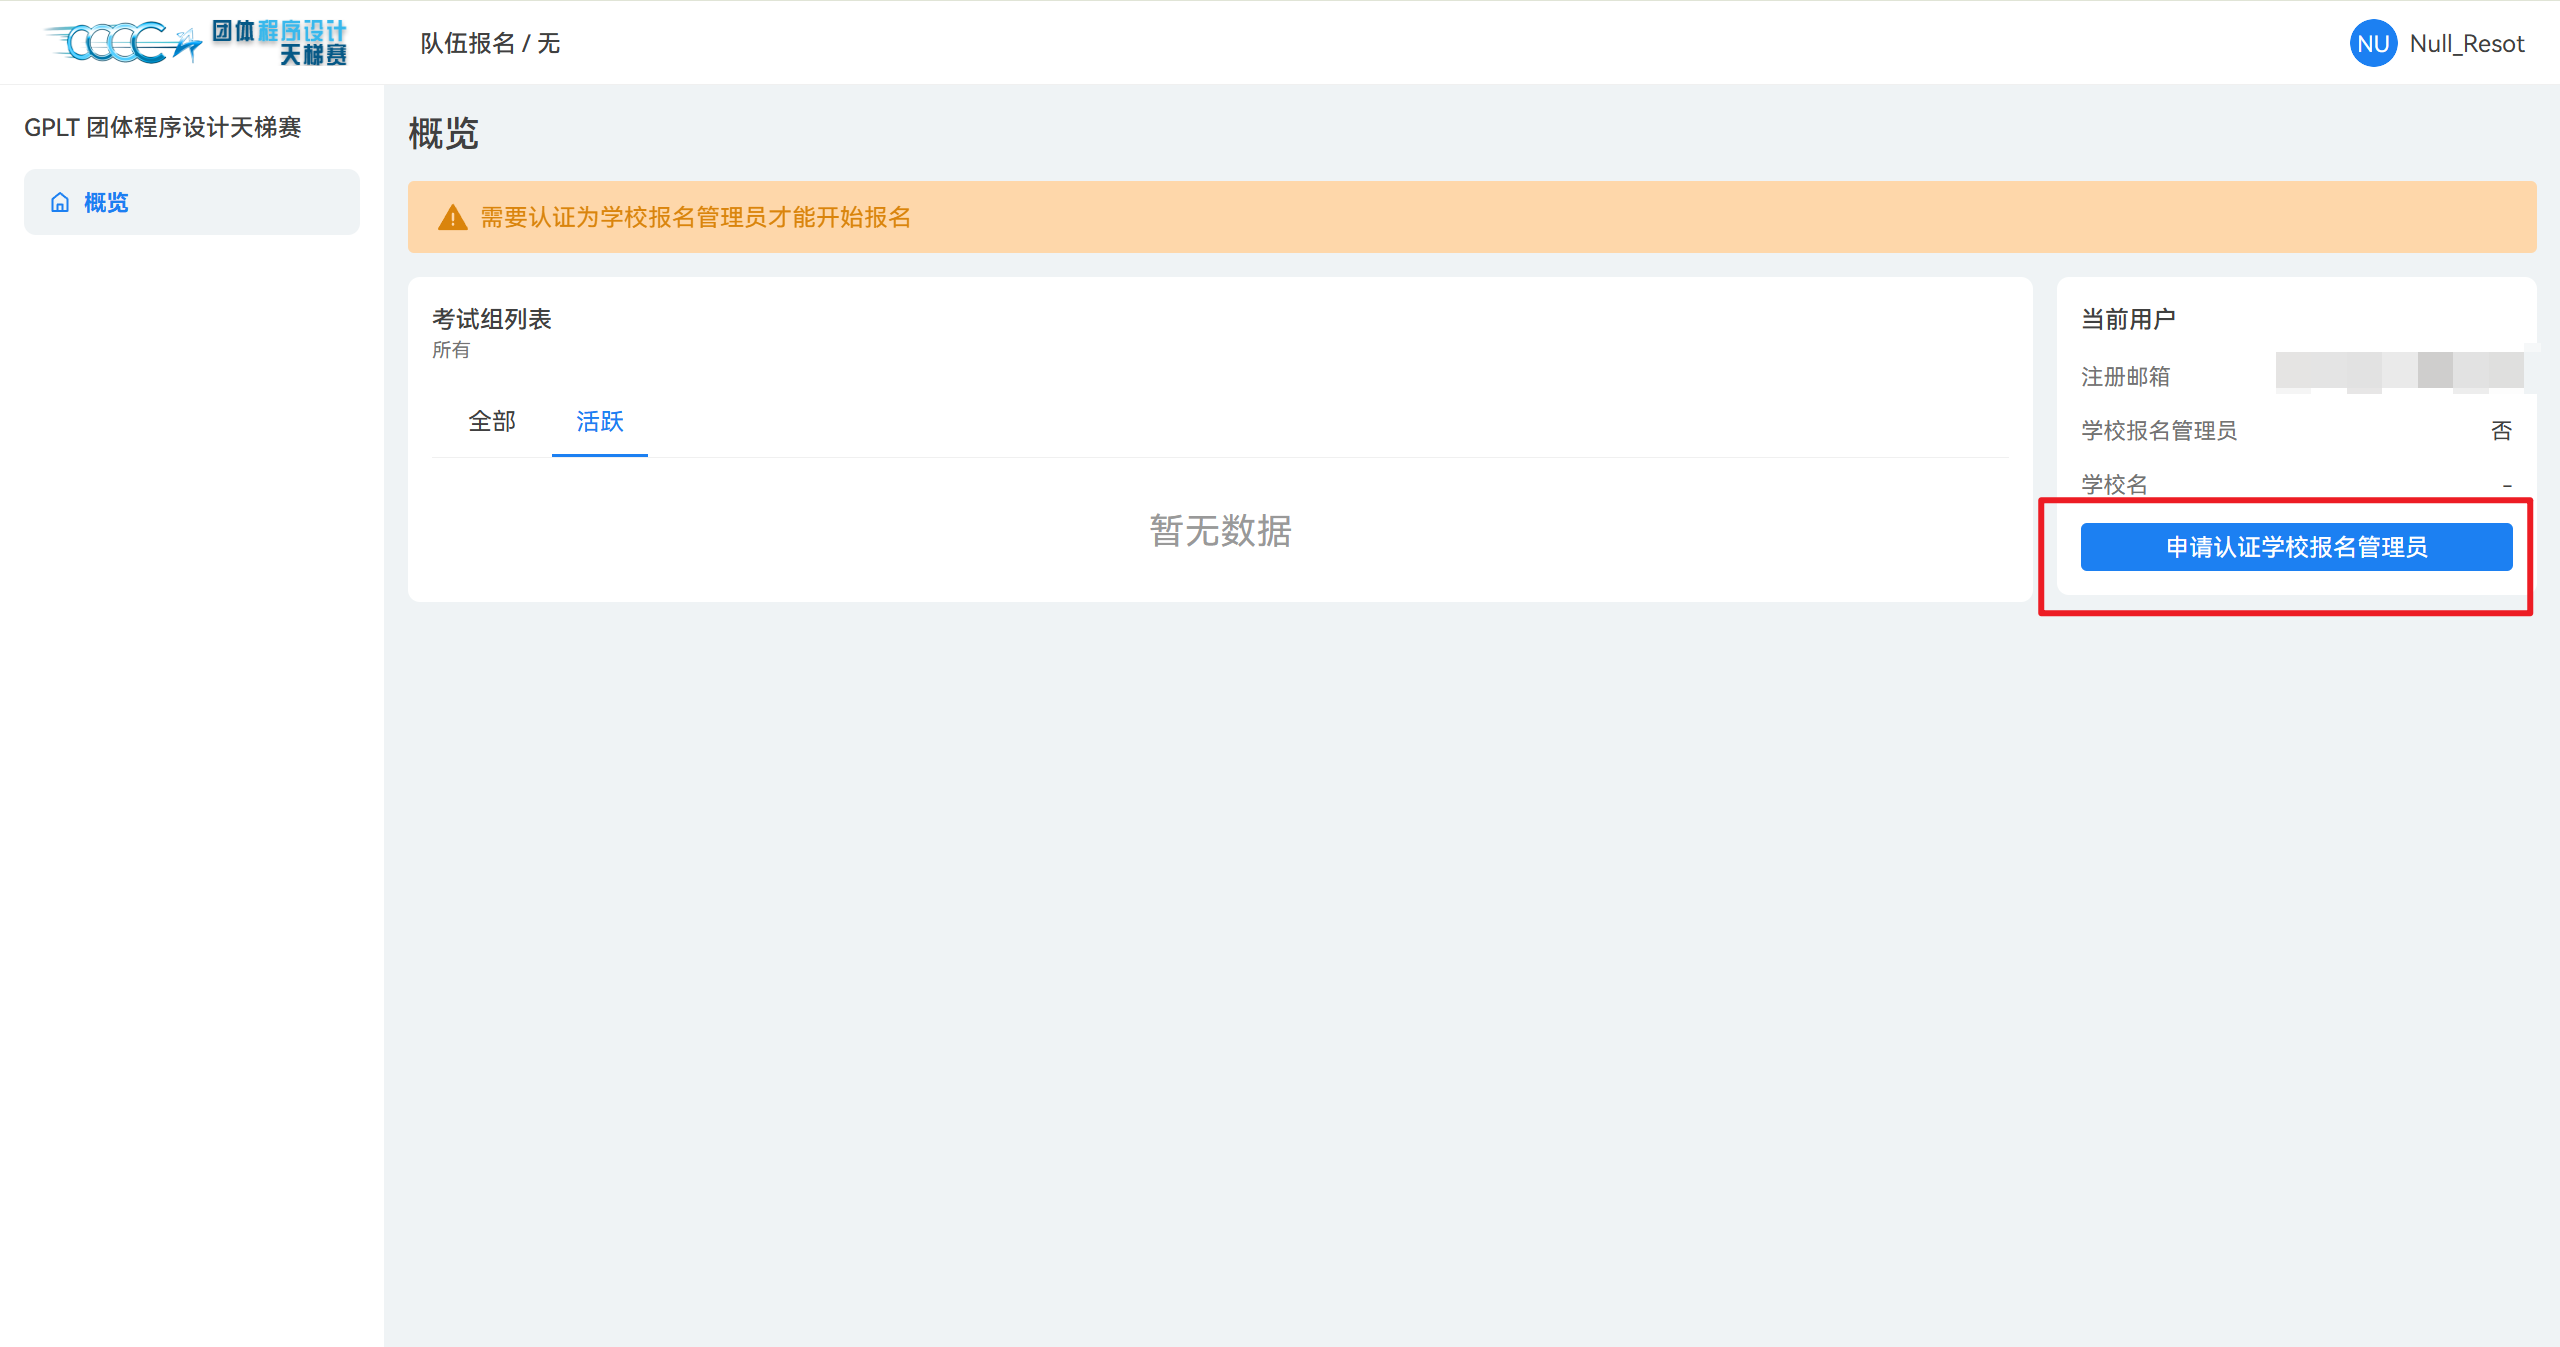 CCCC 团体程序设计
天梯赛
队伍报名 / 无
NU Null_Resot
GPLT 团体程序设计天梯赛
概览
概览
需要认证为学校报名管理员才能开始报名
考试组列表
所有
全部 活跃
暂无数据
当前用户
注册邮箱
学校报名管理员 否
学校名 -
申请认证学校报名管理员